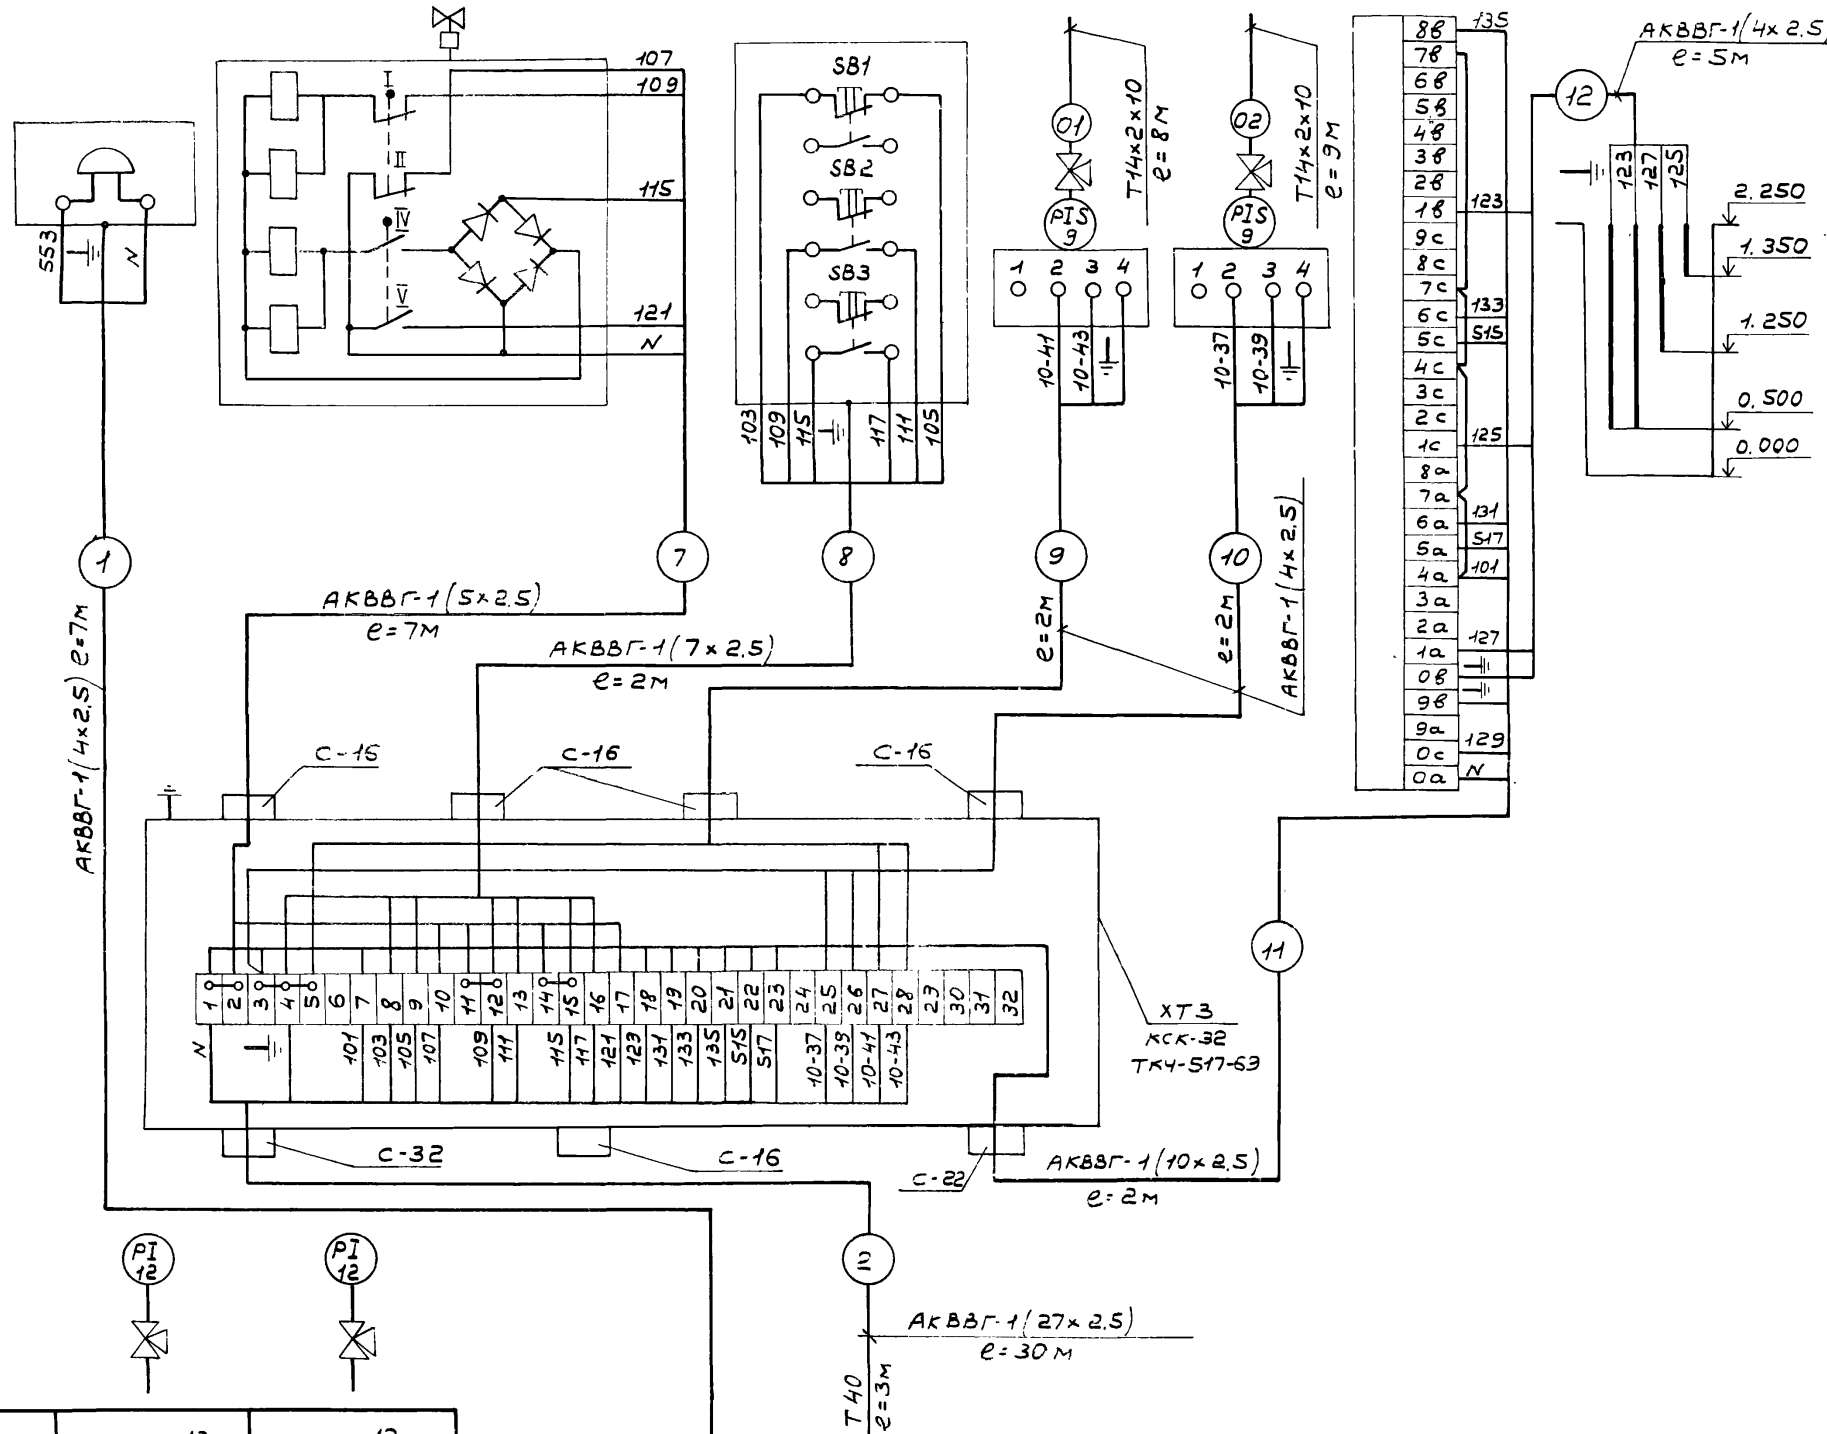 553
N
I
II
IV
V
107
109
115
121
N
SB1
SB2
SB3
103
109
115
117
111
105
01
02
Т14x2x10
e=8м
Т14x2x10
e=9м
PIS
9
PIS
9
1 2 3 4
1 2 3 4
10-41
10-43
10-37
10-39
8в 135
7в
6в
5в
4в
3в
2в
1в 123
9с
8с
7с
6с 133
5с 515
4с
3с
2с
1с 125
8а
7а
6а 131
5а 517
4а 101
3а
2а
1а 127
0в
9в
9а
0с 129
0а N
12
АКВВГ-1(4x2.5)
e=5м
123
127
125
2.250
1.350
1.250
0.500
0.000
1
7
8
9
10
11
АКВВГ-1(4x2.5) e=7м
АКВВГ-1(5x2.5)
e=7м
АКВВГ-1(7x2.5)
e=2м
e=2м
e=2м
АКВВГ-1(4x2.5)
С-16
С-16
С-16
1 2 3 4 5 6 7 8 9 10 11 12 13 14 15 16 17 18 19 20 21 22 23 24 25 26 27 28 29 30 31 32
N 101 103 105 107 109 111 115 117 121 123 131 133 135 515 517 10-37 10-39 10-41 10-43
ХТ3
КСК-32
ТК4-517-63
С-32
С-16
С-22
АКВВГ-1(10x2.5)
e=2м
PI
12
PI
12
2
АКВВГ-1(27x2.5)
e=30м
Т40
e=3м